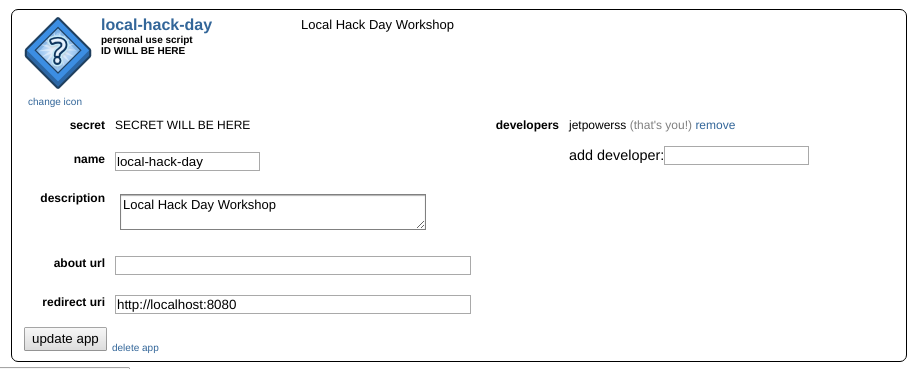 local-hack-day Local Hack Day Workshop
personal use script
ID WILL BE HERE
change icon
secret SECRET WILL BE HERE developers jetpowerss (that's you!) remove
name local-hack-day add developer:
description Local Hack Day Workshop
about url
redirect uri http://localhost:8080
update app delete app